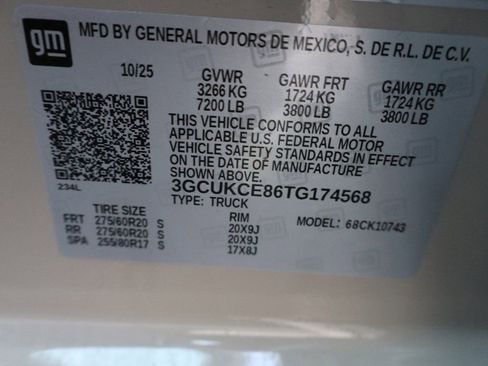 gm MFD BY GENERAL MOTORS DE MEXICO, S. DE R.L. DE C.V.
10/25 GVWR GAWR FRT GAWR RR
3266 KG 1724 KG 1724 KG
7200 LB 3800 LB 3800 LB
THIS VEHICLE CONFORMS TO ALL
APPLICABLE U.S. FEDERAL MOTOR
VEHICLE SAFETY STANDARDS IN EFFECT
ON THE DATE OF MANUFACTURE
SHOWN ABOVE.
234L
3GCUKCE86TG174568
TYPE: TRUCK
TIRE SIZE RIM MODEL: 68CK10743
FRT 275/60R20 S 20X9J
RR 275/60R20 S 20X9J
SPA 255/80R17 S 17X8J